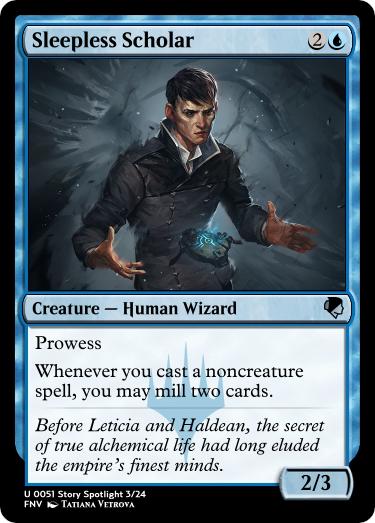 Sleepless Scholar 2
Creature — Human Wizard
Prowess
Whenever you cast a noncreature
spell, you may mill two cards.
Before Leticia and Haldean, the secret
of true alchemical life had long eluded
the empire's finest minds.
2/3
U 0051 Story Spotlight 3/24
FNV Tatiana Vetrova